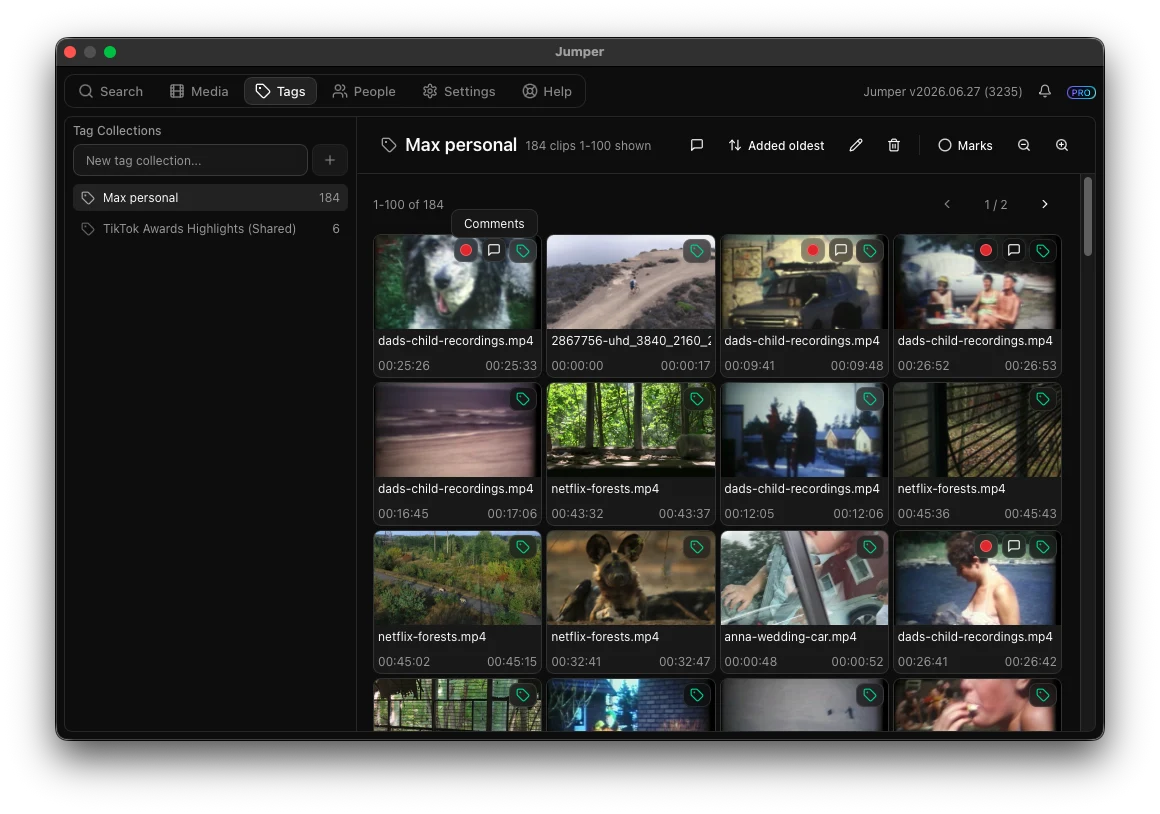 Jumper
Search Media Tags People Settings Help Jumper v2026.06.27 (3235) PRO
Tag Collections
New tag collection...
Max personal 184
TikTok Awards Highlights (Shared) 6
Max personal 184 clips 1-100 shown Added oldest Marks
1-100 of 184 1 / 2
Comments
dads-child-recordings.mp4 2867756-uhd_3840_2160_2 dads-child-recordings.mp4 dads-child-recordings.mp4
00:25:26 00:25:33 00:00:00 00:00:17 00:09:41 00:09:48 00:26:52 00:26:53
dads-child-recordings.mp4 netflix-forests.mp4 dads-child-recordings.mp4 netflix-forests.mp4
00:16:45 00:17:06 00:43:32 00:43:37 00:12:05 00:12:06 00:45:36 00:45:43
netflix-forests.mp4 netflix-forests.mp4 anna-wedding-car.mp4 dads-child-recordings.mp4
00:45:02 00:45:15 00:32:41 00:32:47 00:00:48 00:00:52 00:26:41 00:26:42